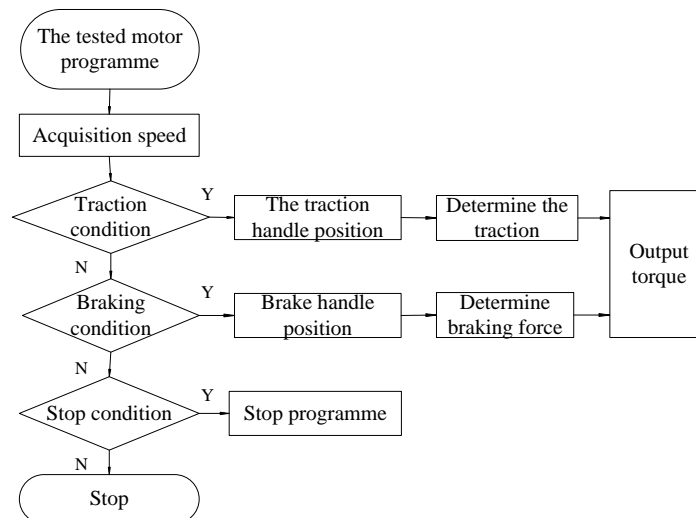 The tested motor
programme
Acquisition speed
Traction
condition
Y
The traction
handle position
Determine the
traction
Output
torque
N
Braking
condition
Y
Brake handle
position
Determine
braking force
N
Stop condition
Y
Stop programme
N
Stop